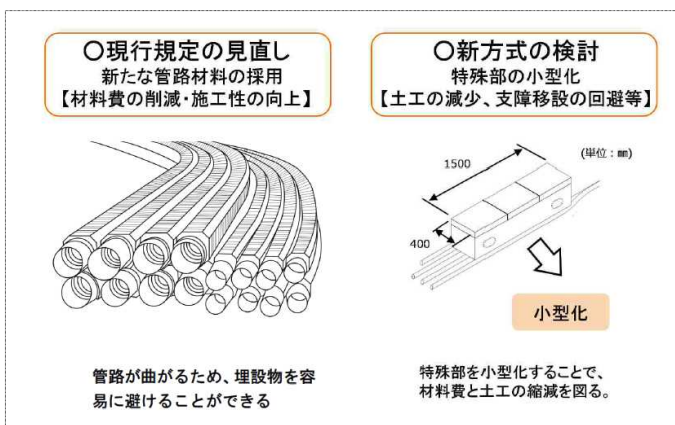 〇現行規定の見直し
新たな管路材料の採用
【材料費の削減・施工性の向上】
管路が曲がるため、埋設物を容
易に避けることができる
〇新方式の検討
特殊部の小型化
【土工の減少、支障移設の回避等】
(単位:㎜)
1500
400
小型化
特殊部を小型化することで、
材料費と土工の縮減を図る。